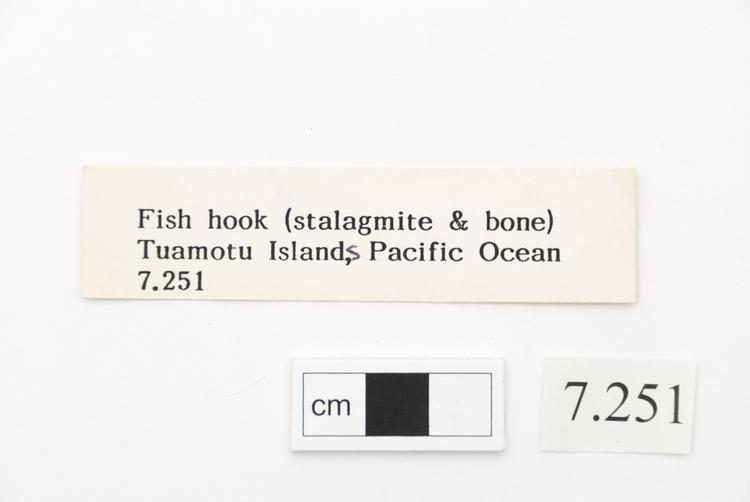 Fish hook (stalagmite & bone)
Tuamotu Islands, Pacific Ocean
7.251
cm
7.251